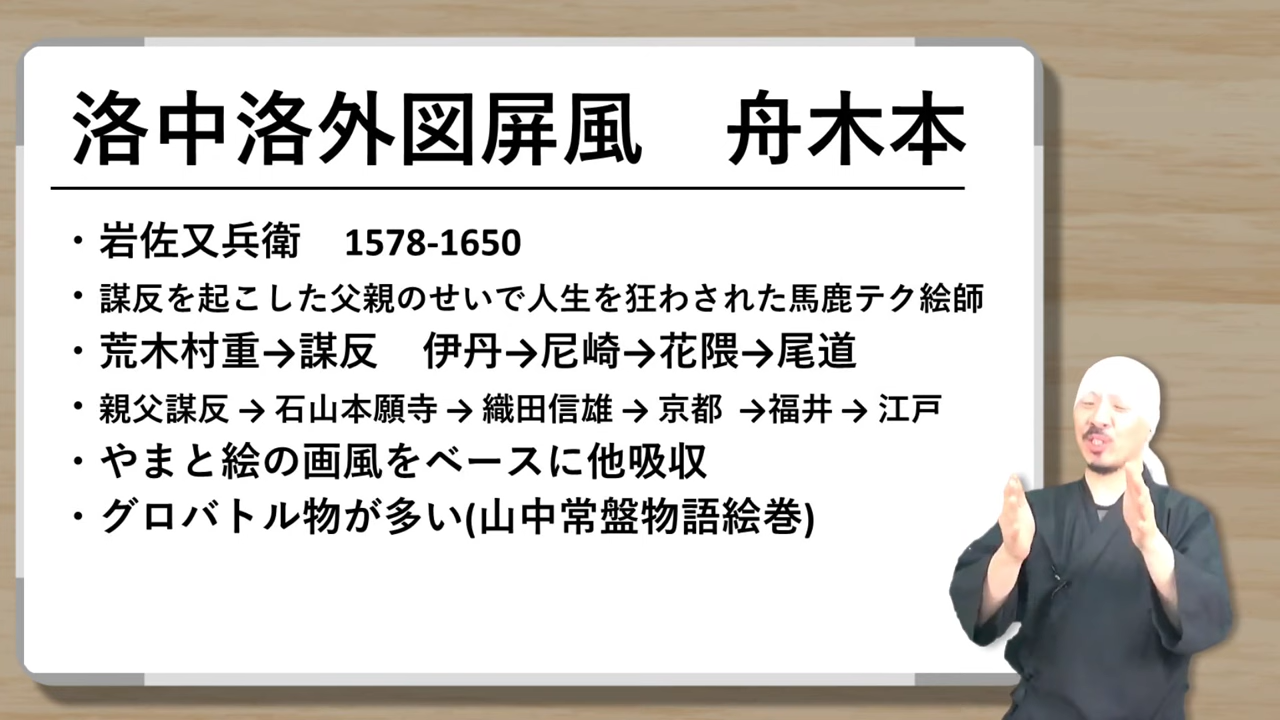 洛中洛外図屏風　舟木本
・岩佐又兵衛　1578-1650
・謀反を起こした父親のせいで人生を狂わされた馬鹿テク絵師
・荒木村重→謀反　伊丹→尼崎→花隈→尾道
・親父謀反 → 石山本願寺 → 織田信雄 → 京都 →福井 → 江戸
・やまと絵の画風をベースに他吸収
・グロバトル物が多い(山中常盤物語絵巻)